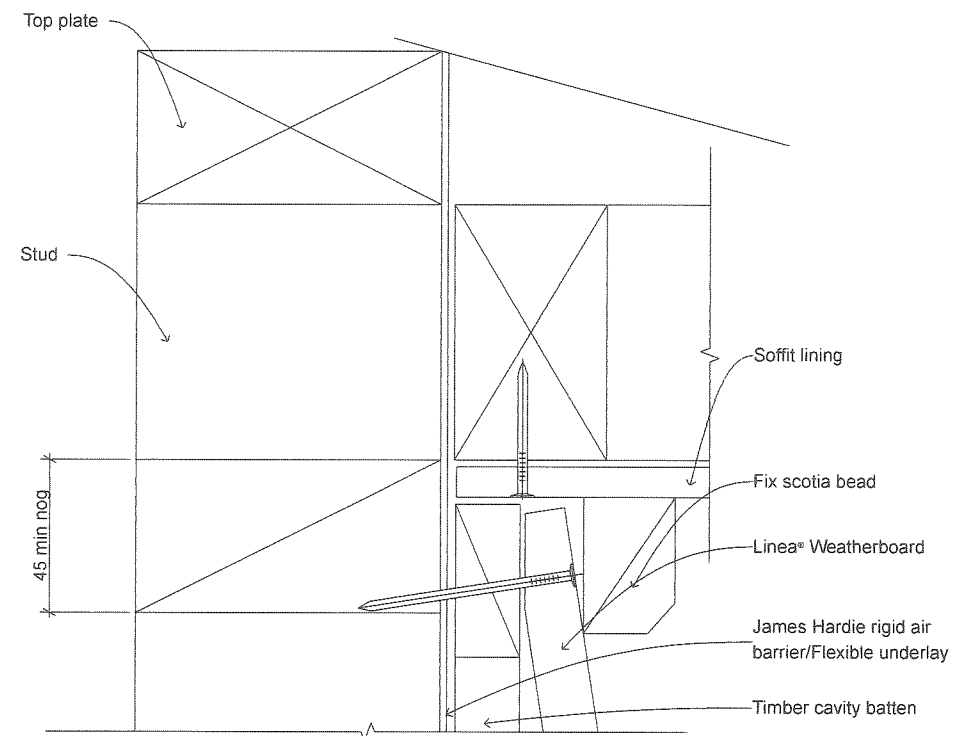 Top plate
Stud
45 min nog
Soffit lining
Fix scotia bead
Linea® Weatherboard
James Hardie rigid air
barrier/Flexible underlay
Timber cavity batten